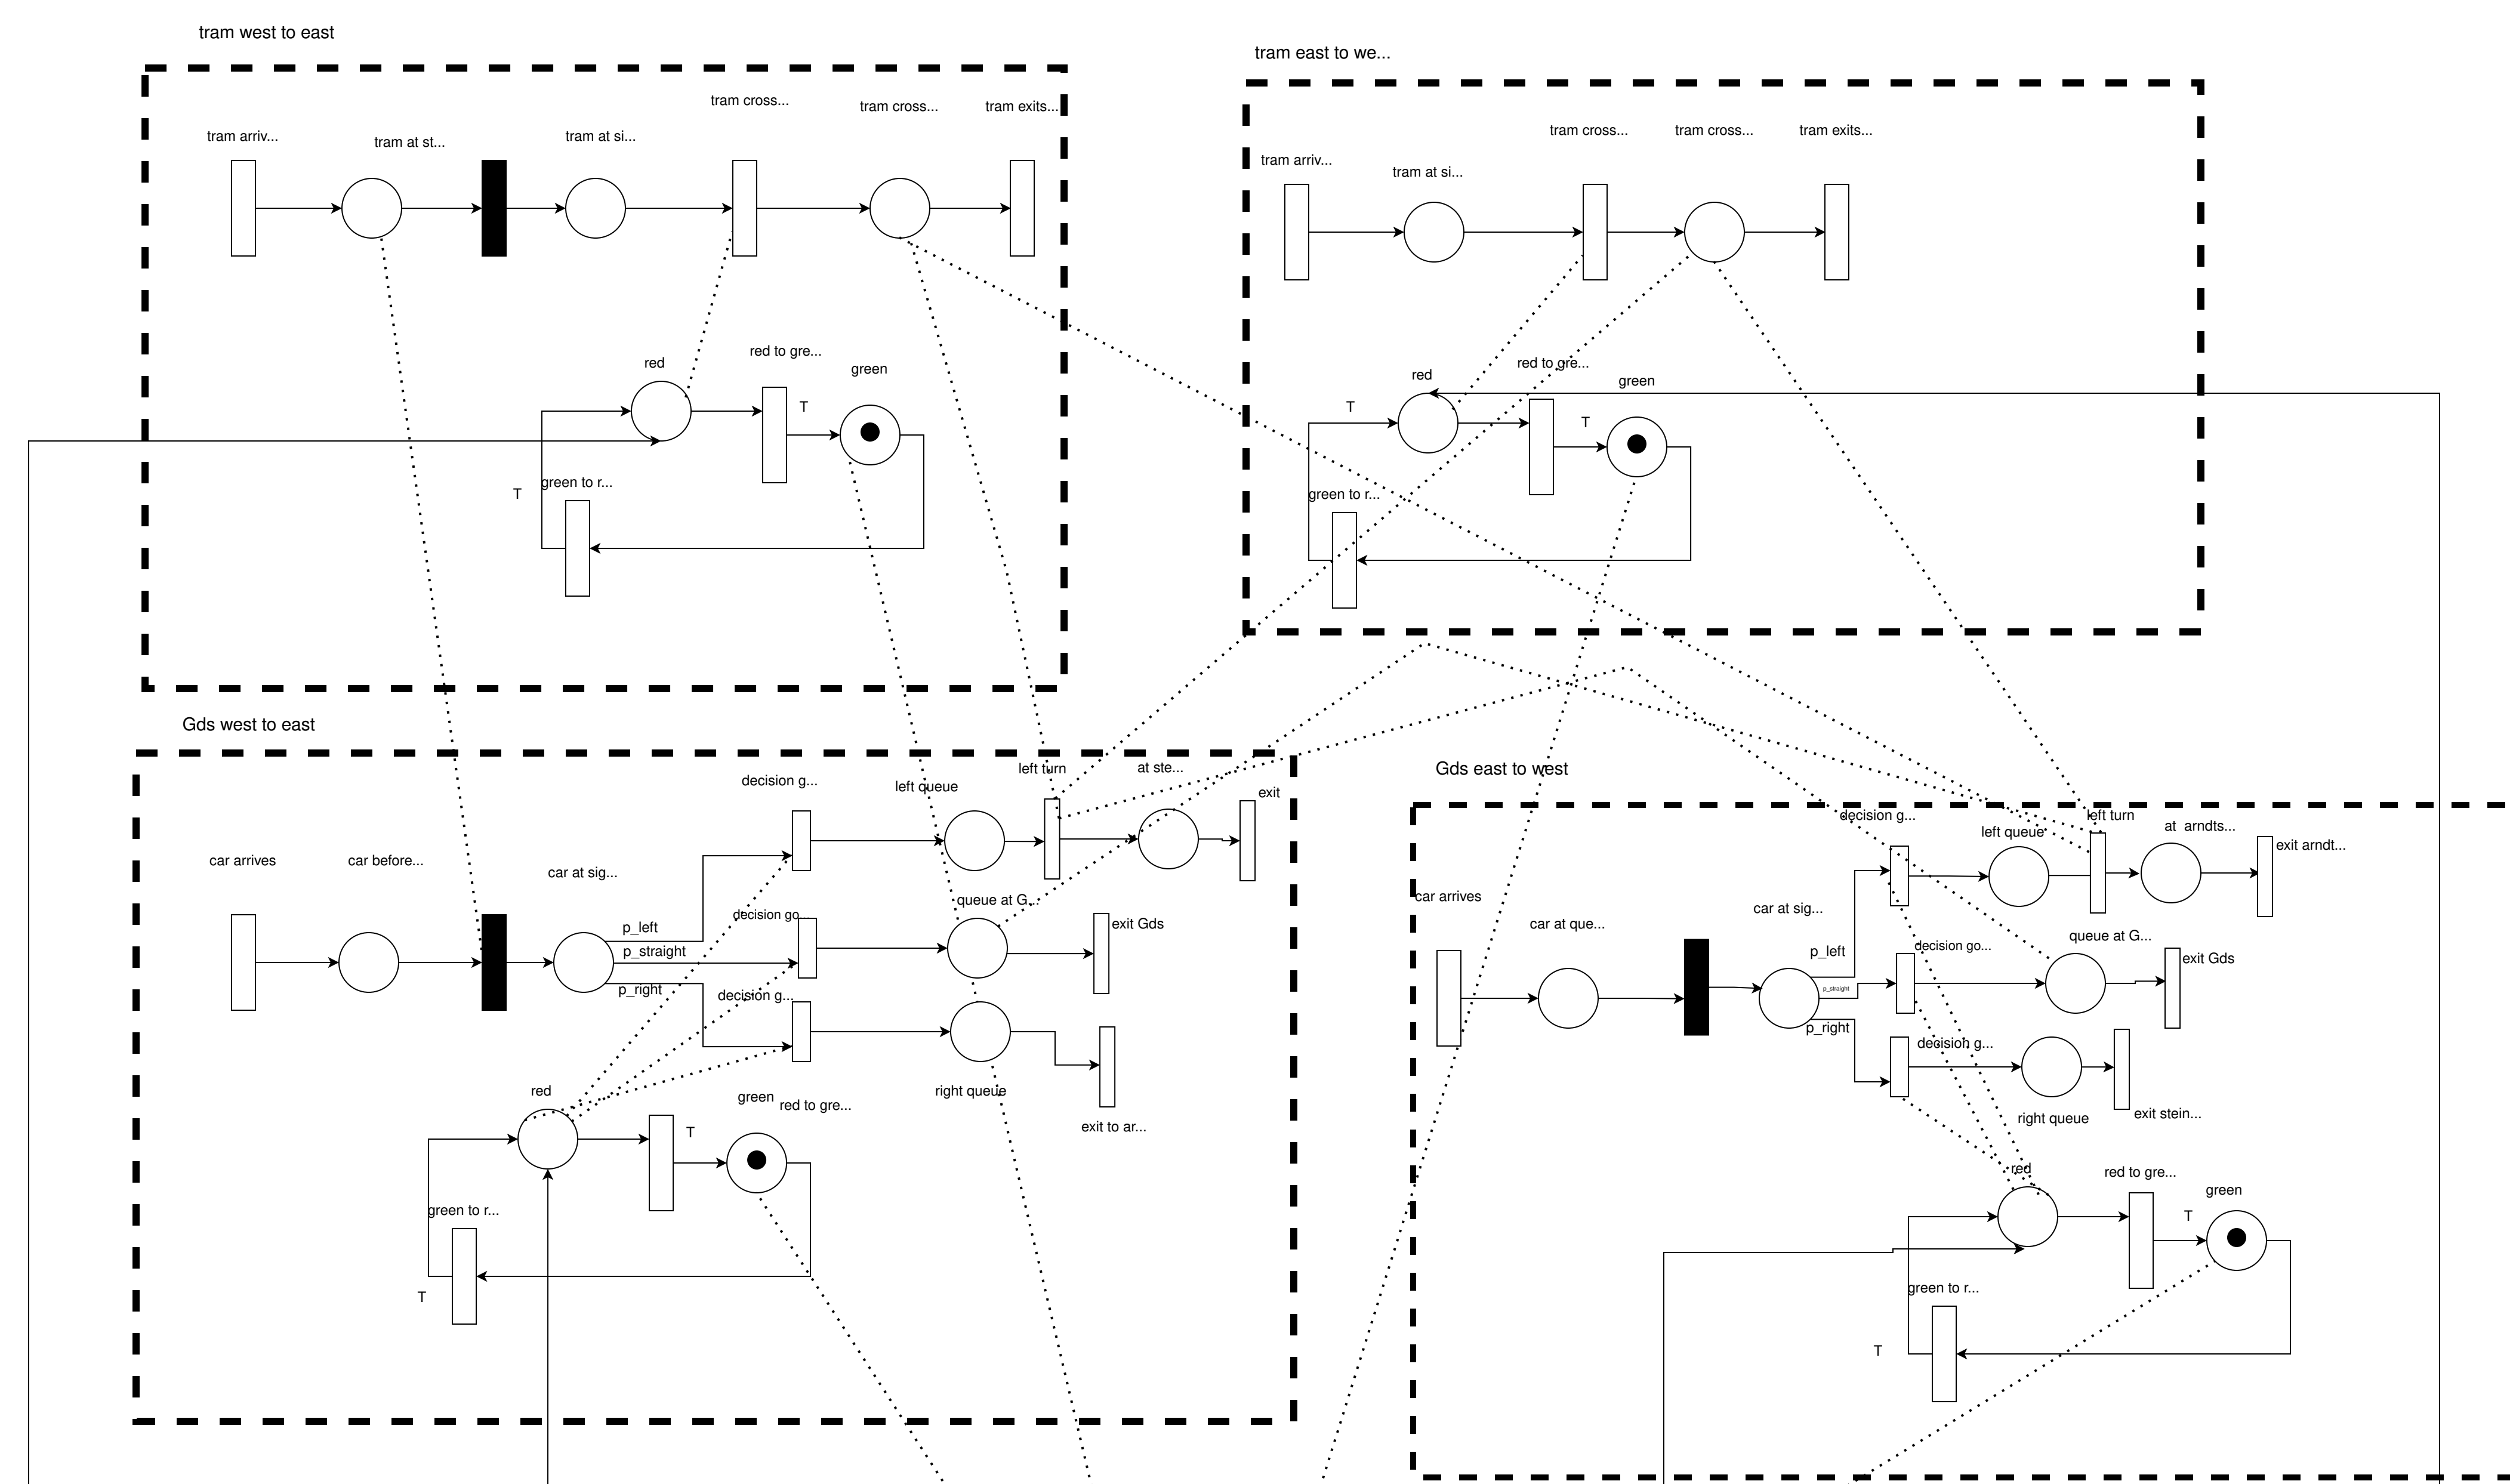 tram west to east
tram cross...
tram cross...
tram exits...
tram arriv...
tram at st...
tram at si...
red
red to gre...
green
T
green to r...
T
tram east to we...
tram cross...
tram cross...
tram exits...
tram arriv...
tram at si...
red
red to gre...
green
T
T
green to r...
Gds west to east
decision g...
left queue
left turn
at ste...
exit
car arrives
car before...
car at sig...
p_left
p_straight
p_right
decision go...
queue at G...
exit Gds
decision g...
right queue
exit to ar...
red
green
red to gre...
T
green to r...
T
Gds east to west
decision g...
left queue
left turn
at arndts...
exit arndt...
car arrives
car at que...
car at sig...
p_left
p_straight
p_right
decision go...
queue at G...
exit Gds
decision g...
right queue
exit stein...
red
red to gre...
green
T
green to r...
T